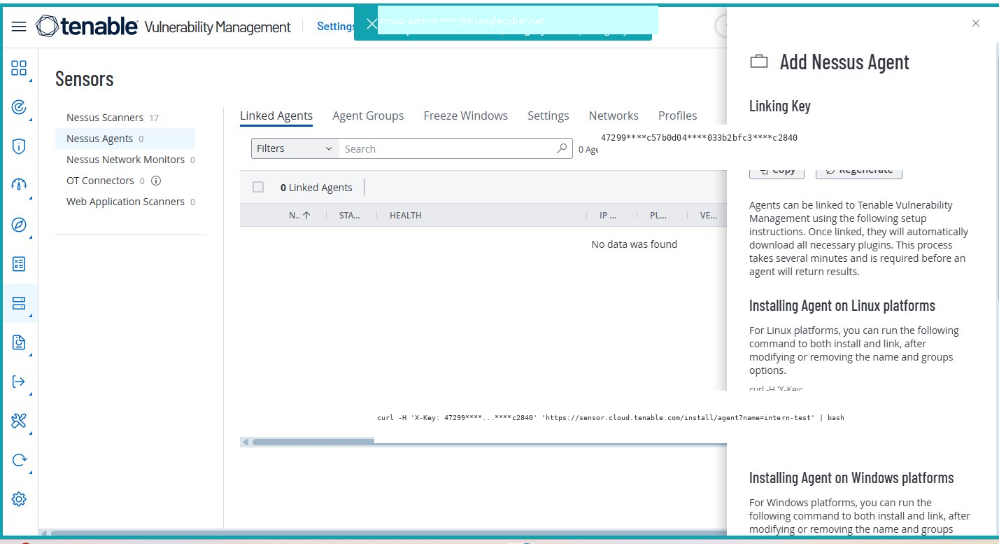 tenable Vulnerability Management
Settings
mssp-admin-****@trianglecyber.net
Sensors
Nessus Scanners 17
Nessus Agents 0
Nessus Network Monitors 0
OT Connectors 0
Web Application Scanners 0
Linked Agents Agent Groups Freeze Windows Settings Networks Profiles
Filters Search 0 Age
0 Linked Agents
N.. STA... HEALTH IP ... PL... VE...
No data was found
Add Nessus Agent
Linking Key
47299****c57b0d04****033b2bfc3****c2840
Copy Regenerate
Agents can be linked to Tenable Vulnerability
Management using the following setup
instructions. Once linked, they will automatically
download all necessary plugins. This process
takes several minutes and is required before an
agent will return results.
Installing Agent on Linux platforms
For Linux platforms, you can run the following
command to both install and link, after
modifying or removing the name and groups
options.
curl -H 'X-Key:
curl -H 'X-Key: 47299****...****c2840' 'https://sensor.cloud.tenable.com/install/agent?name=intern-test' | bash
Installing Agent on Windows platforms
For Windows platforms, you can run the
following command to both install and link, after
modifying or removing the name and groups